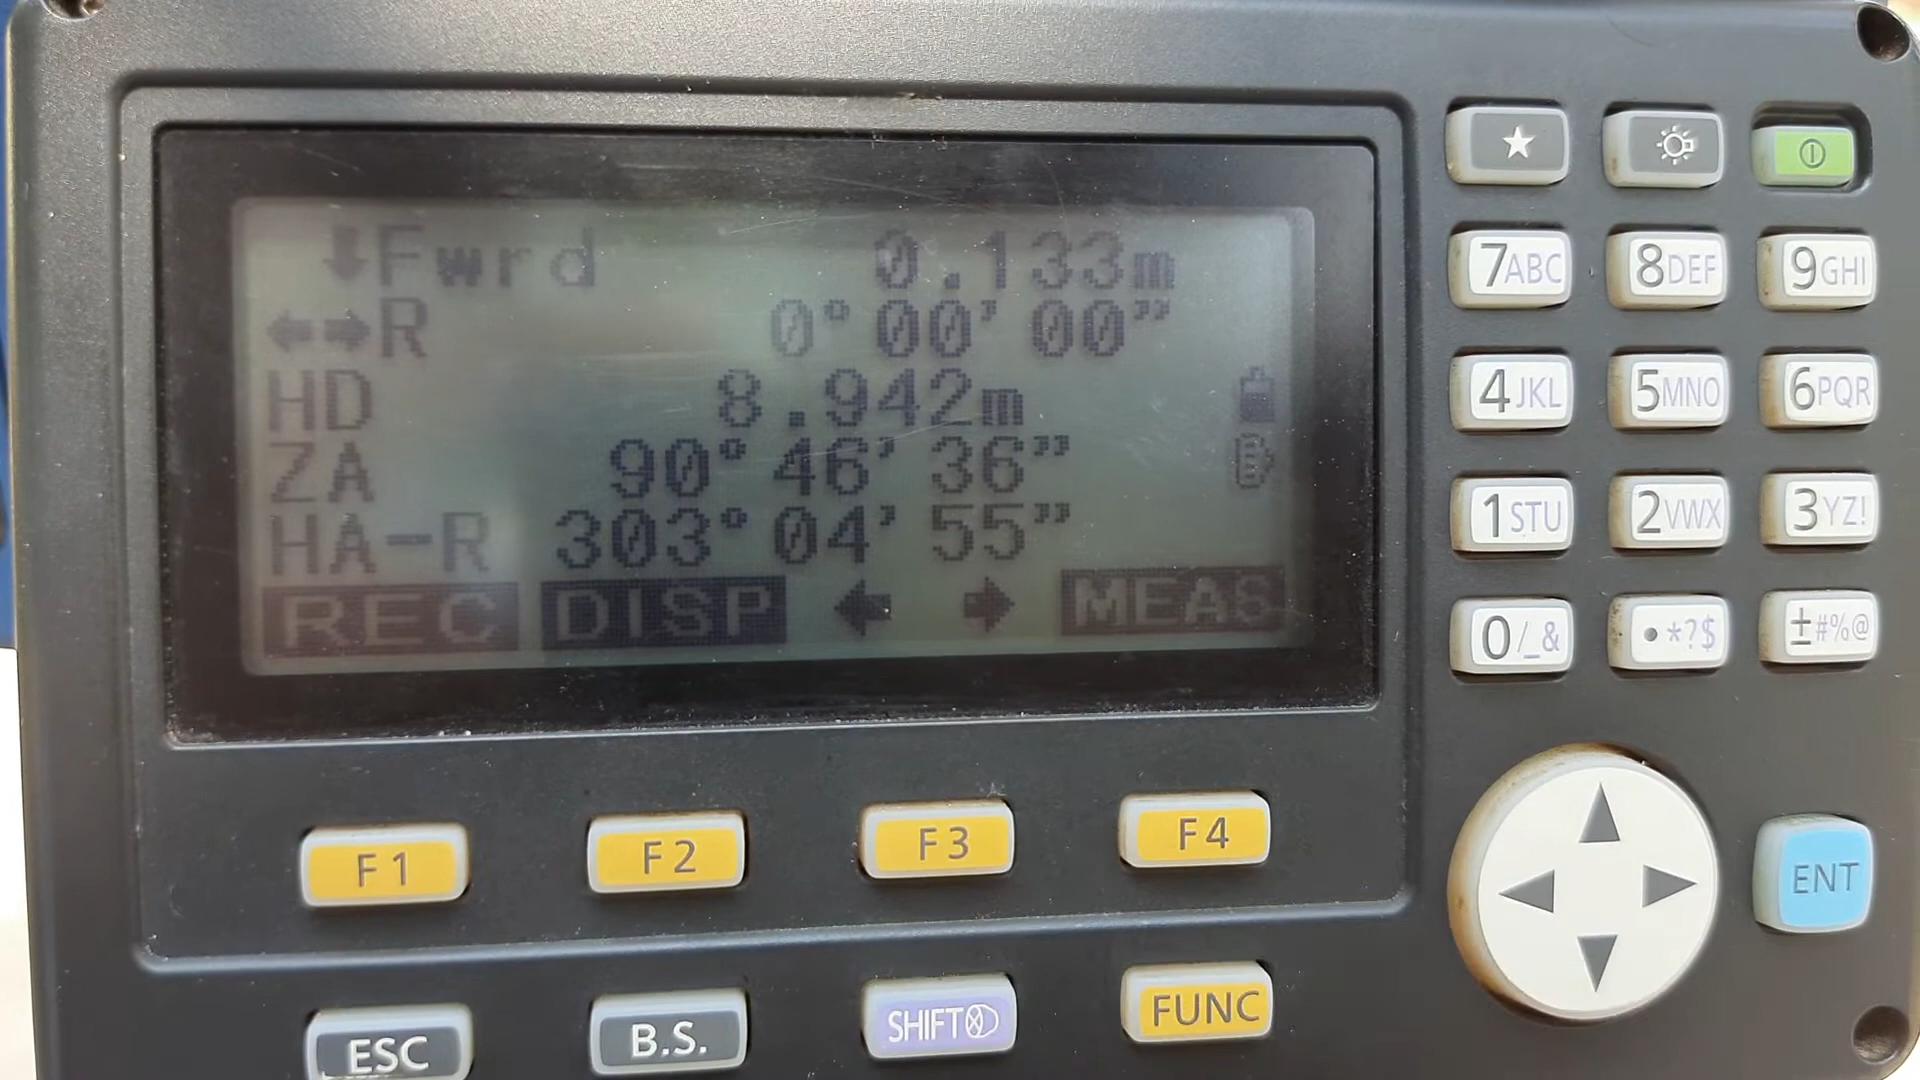 ⬇Fwrd 0.133m
⬅➡R 0°00'00"
HD 8.942m
ZA 90°46'36"
HA-R 303°04'55"
REC DISP ⬅ ➡ MEAS
F1 F2 F3 F4
ESC B.S. SHIFT FUNC
7ABC 8DEF 9GHI
4JKL 5MNO 6PQR
1STU 2VWX 3YZ!
0/_& •*?$ ±#%@
ENT